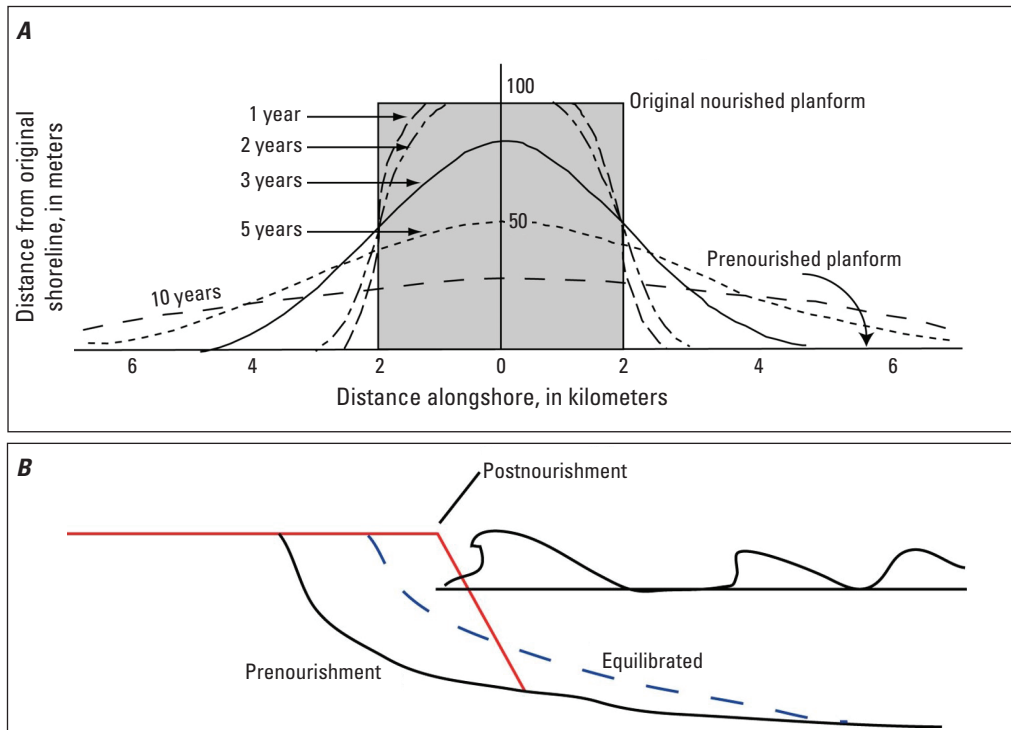 A
Distance from original
shoreline, in meters
100
Original nourished planform
1 year
2 years
3 years
50
5 years
Prenourished planform
10 years
6 4 2 0 2 4 6
Distance alongshore, in kilometers
B
Postnourishment
Prenourishment
Equilibrated